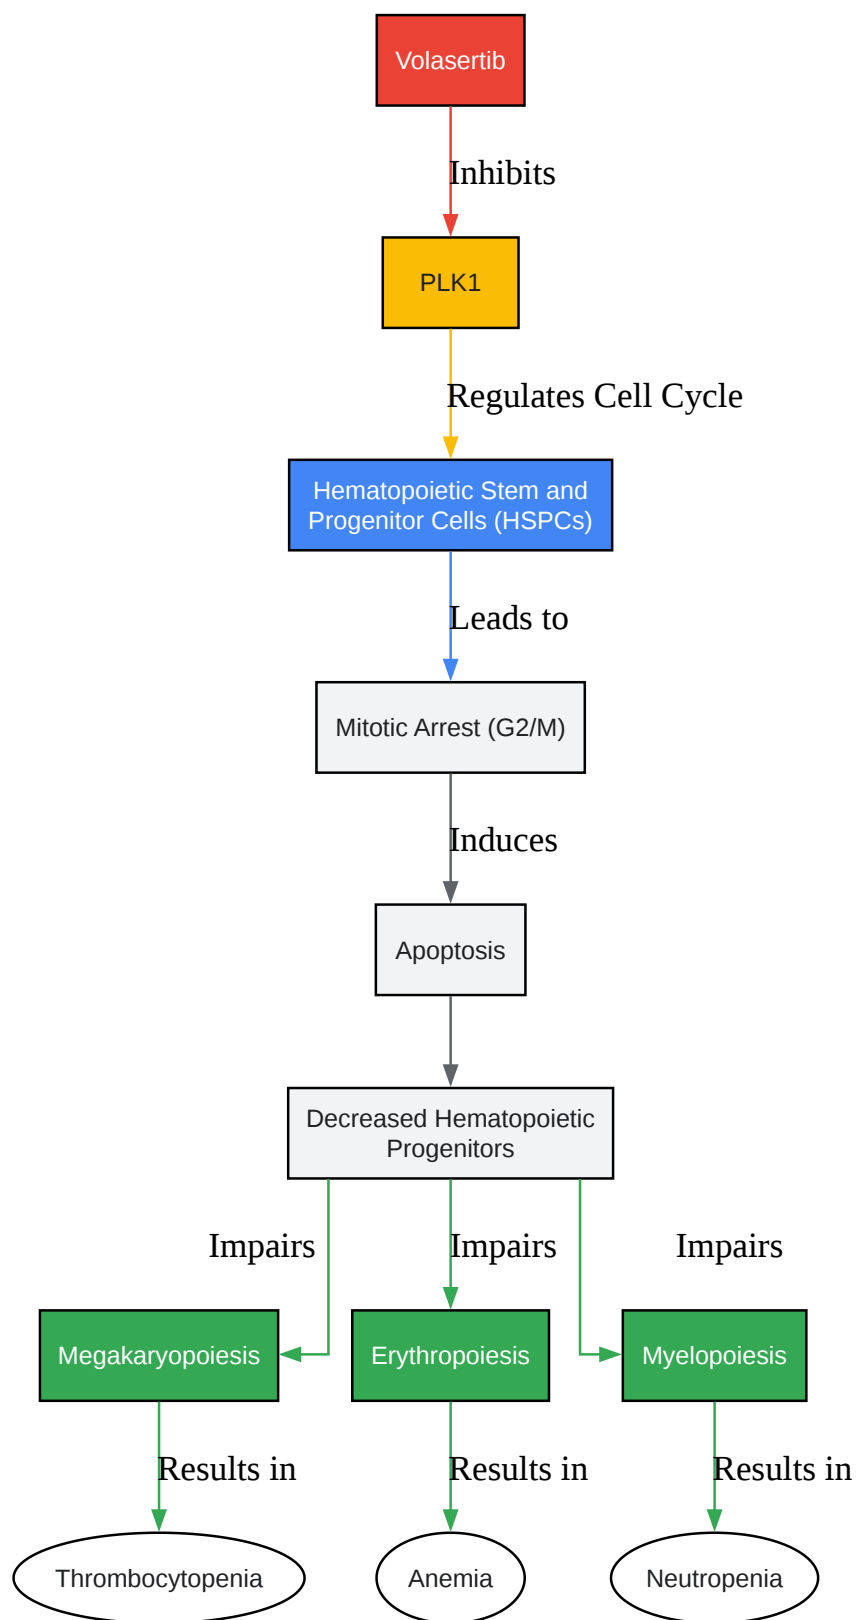 Volasertib
Inhibits
PLK1
Regulates Cell Cycle
Hematopoietic Stem and
Progenitor Cells (HSPCs)
Leads to
Mitotic Arrest (G2/M)
Induces
Apoptosis
Decreased Hematopoietic
Progenitors
Impairs
Impairs
Impairs
Megakaryopoiesis
Erythropoiesis
Myelopoiesis
Results in
Results in
Results in
Thrombocytopenia
Anemia
Neutropenia